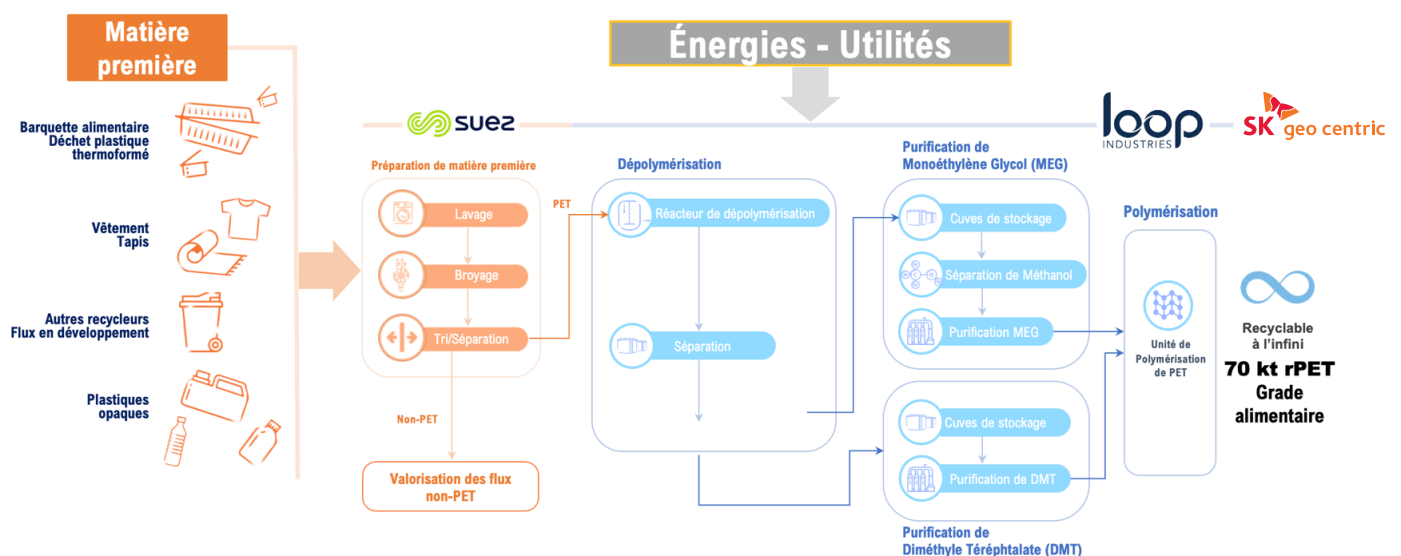 Matière
première
Énergies - Utilités
Barquette alimentaire
Déchet plastique
thermoformé
Vêtement
Tapis
Autres recycleurs
Flux en développement
Plastiques
opaques
suez
loop
INDUSTRIES
SK geo centric
Préparation de matière première
Lavage
Broyage
Tri/Séparation
PET
Non-PET
Valorisation des flux
non-PET
Dépolymérisation
Réacteur de dépolymérisation
Séparation
Purification de
Monoéthylène Glycol (MEG)
Cuves de stockage
Séparation de Méthanol
Purification MEG
Cuves de stockage
Purification de DMT
Purification de
Diméthyle Téréphtalate (DMT)
Polymérisation
Unité de
Polymérisation
de PET
Recyclable
à l'infini
70 kt rPET
Grade
alimentaire